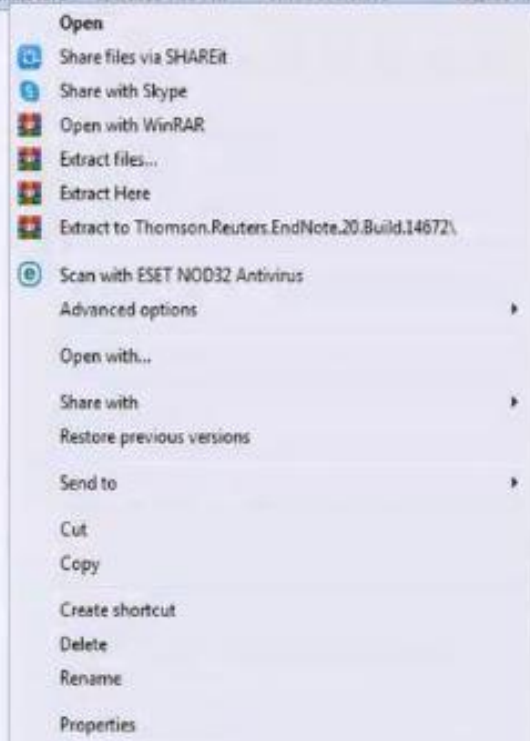 Open
Share files via SHAREit
Share with Skype
Open with WinRAR
Extract files...
Extract Here
Extract to Thomson.Reuters.EndNote.20.Build.14672\
Scan with ESET NOD32 Antivirus
Advanced options
Open with...
Share with
Restore previous versions
Send to
Cut
Copy
Create shortcut
Delete
Rename
Properties